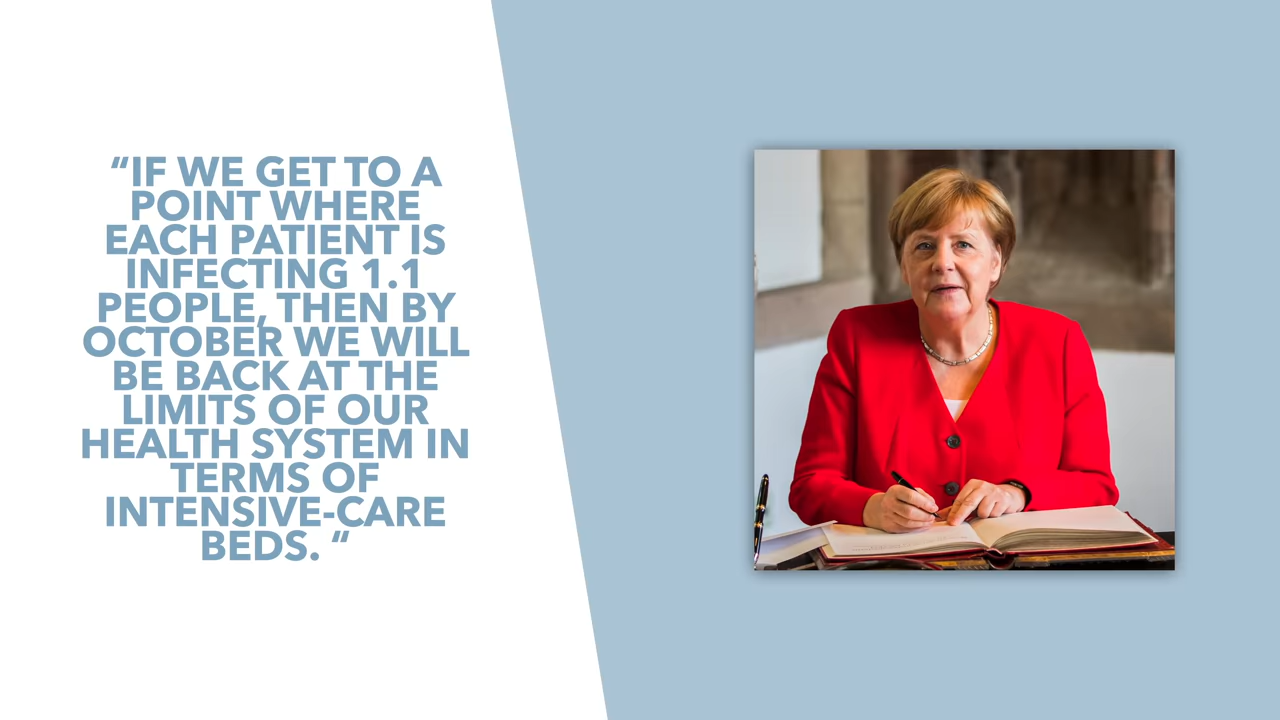 “IF WE GET TO A
POINT WHERE
EACH PATIENT IS
INFECTING 1.1
PEOPLE, THEN BY
OCTOBER WE WILL
BE BACK AT THE
LIMITS OF OUR
HEALTH SYSTEM IN
TERMS OF
INTENSIVE-CARE
BEDS. “